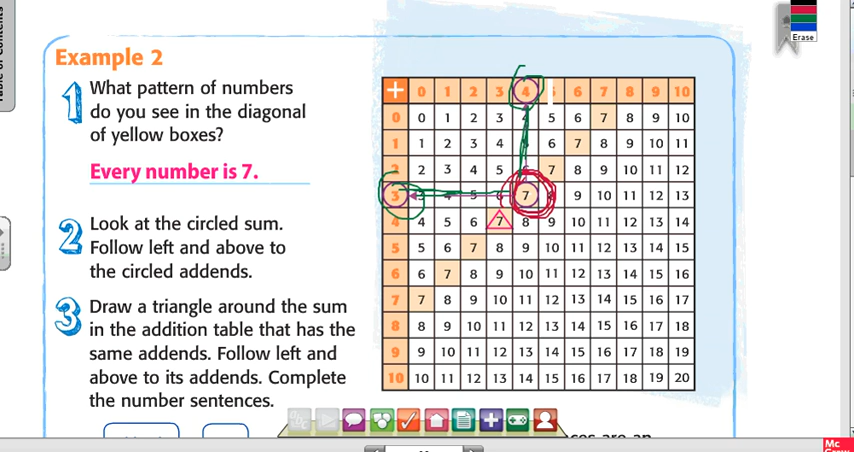 Table of Contents
Erase
Example 2
1 What pattern of numbers
do you see in the diagonal
of yellow boxes?
Every number is 7.
2 Look at the circled sum.
Follow left and above to
the circled addends.
3 Draw a triangle around the sum
in the addition table that has the
same addends. Follow left and
above to its addends. Complete
the number sentences.
+ 0 1 2 3 4 5 6 7 8 9 10
0 0 1 2 3 4 5 6 7 8 9 10
1 1 2 3 4 5 6 7 8 9 10 11
2 2 3 4 5 6 7 8 9 10 11 12
3 3 4 5 6 7 8 9 10 11 12 13
4 4 5 6 7 8 9 10 11 12 13 14
5 5 6 7 8 9 10 11 12 13 14 15
6 6 7 8 9 10 11 12 13 14 15 16
7 7 8 9 10 11 12 13 14 15 16 17
8 8 9 10 11 12 13 14 15 16 17 18
9 9 10 11 12 13 14 15 16 17 18 19
10 10 11 12 13 14 15 16 17 18 19 20
are an
Mc